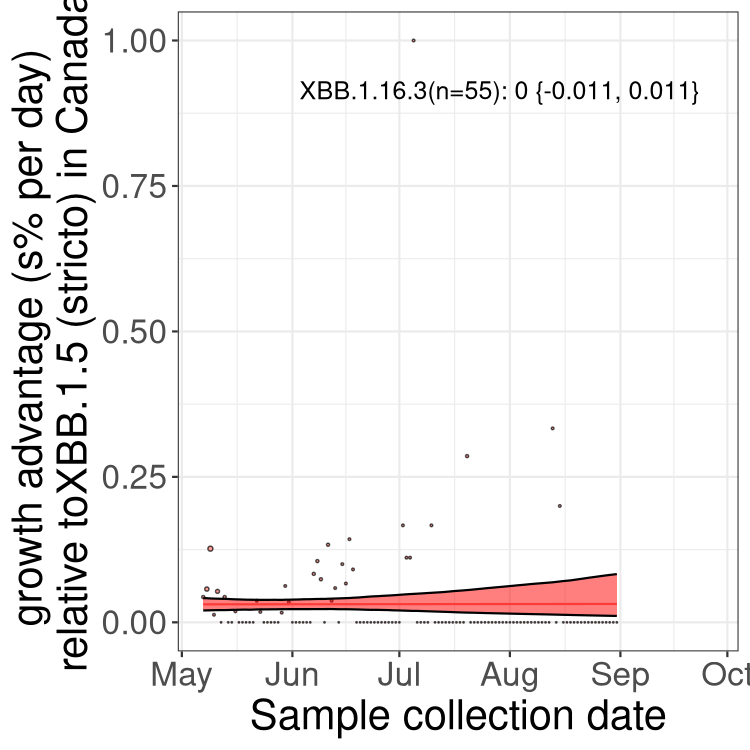 growth advantage (s% per day)
relative toXBB.1.5 (stricto) in Canada
1.00
0.75
0.50
0.25
0.00
XBB.1.16.3(n=55): 0 {-0.011, 0.011}
May Jun Jul Aug Sep Oct
Sample collection date